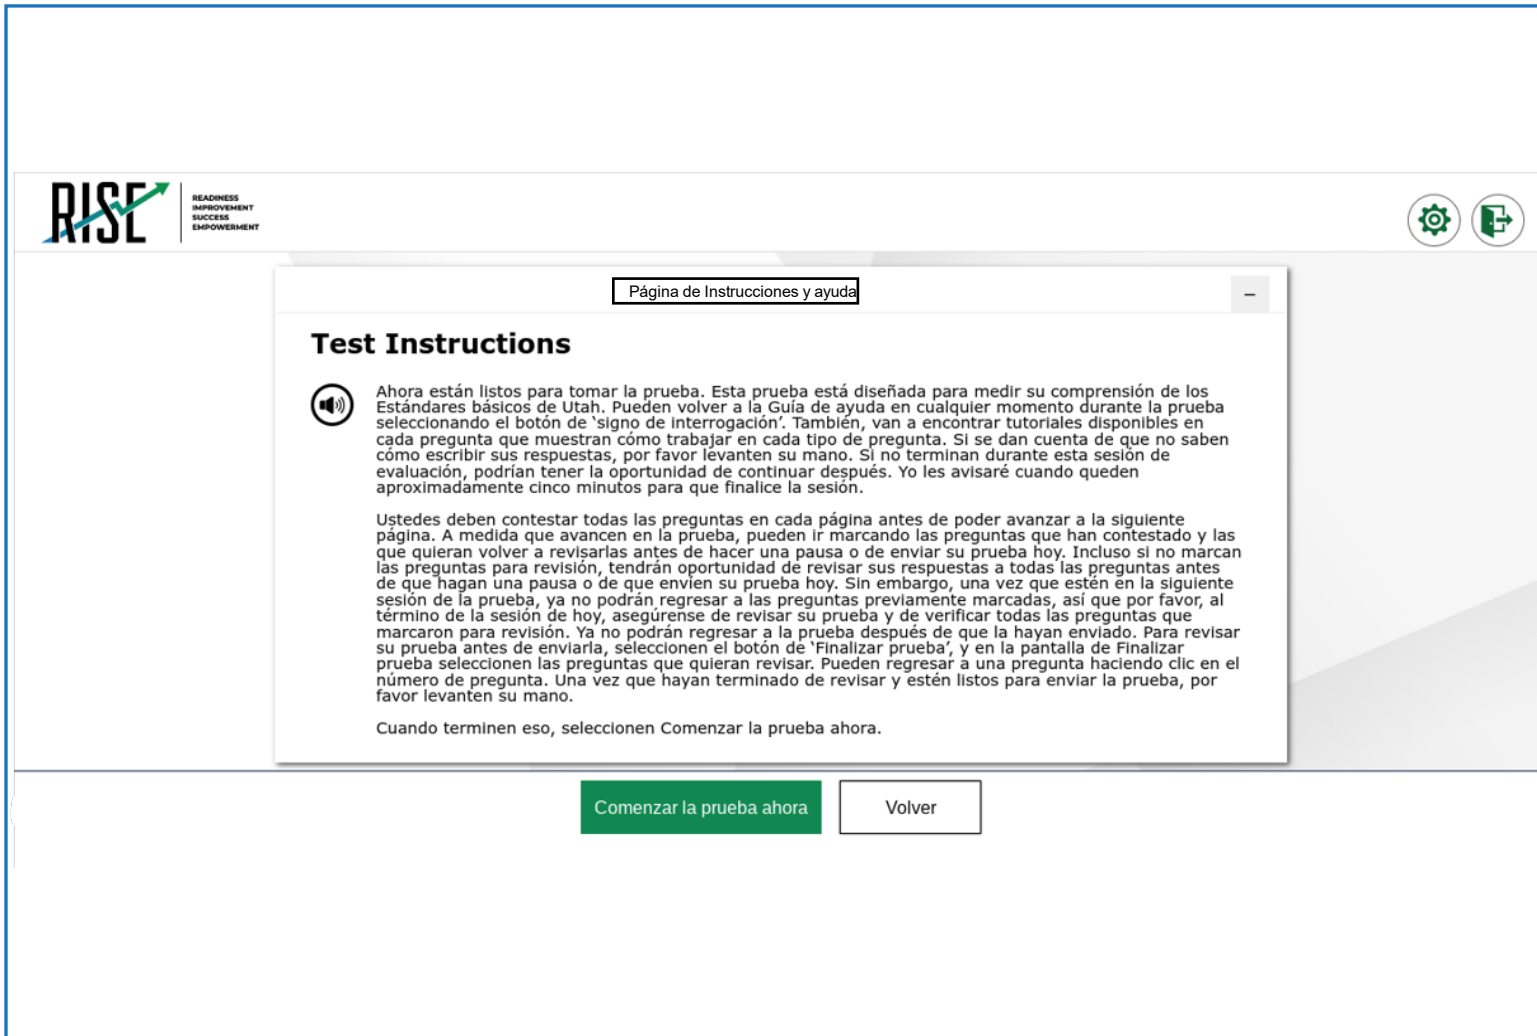 RISE
READINESS
IMPROVEMENT
SUCCESS
EMPOWERMENT
Página de Instrucciones y ayuda
–
Test Instructions
Ahora están listos para tomar la prueba. Esta prueba está diseñada para medir su comprensión de los
Estándares básicos de Utah. Pueden volver a la Guía de ayuda en cualquier momento durante la prueba
seleccionando el botón de ‘signo de interrogación’. También, van a encontrar tutoriales disponibles en
cada pregunta que muestran cómo trabajar en cada tipo de pregunta. Si se dan cuenta de que no saben
cómo escribir sus respuestas, por favor levanten su mano. Si no terminan durante esta sesión de
evaluación, podrían tener la oportunidad de continuar después. Yo les avisaré cuando queden
aproximadamente cinco minutos para que finalice la sesión.
Ustedes deben contestar todas las preguntas en cada página antes de poder avanzar a la siguiente
página. A medida que avancen en la prueba, pueden ir marcando las preguntas que han contestado y las
que quieran volver a revisarlas antes de hacer una pausa o de enviar su prueba hoy. Incluso si no marcan
las preguntas para revisión, tendrán oportunidad de revisar sus respuestas a todas las preguntas antes
de que hagan una pausa o de que envíen su prueba hoy. Sin embargo, una vez que estén en la siguiente
sesión de la prueba, ya no podrán regresar a las preguntas previamente marcadas, así que por favor, al
término de la sesión de hoy, asegúrense de revisar su prueba y de verificar todas las preguntas que
marcaron para revisión. Ya no podrán regresar a la prueba después de que la hayan enviado. Para revisar
su prueba antes de enviarla, seleccionen el botón de ‘Finalizar prueba’, y en la pantalla de Finalizar
prueba seleccionen las preguntas que quieran revisar. Pueden regresar a una pregunta haciendo clic en el
número de pregunta. Una vez que hayan terminado de revisar y estén listos para enviar la prueba, por
favor levanten su mano.
Cuando terminen eso, seleccionen Comenzar la prueba ahora.
Comenzar la prueba ahora
Volver